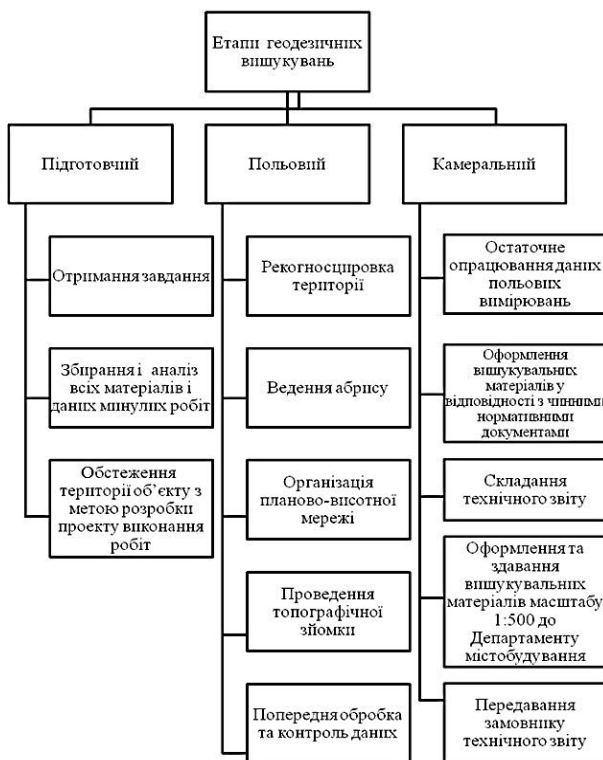 Етапи геодезичних
вишукувань
Підготовчий
Польовий
Камеральний
Отримання завдання
Збирання і аналіз
всіх матеріалів і
даних минулих робіт
Обстеження
території об’єкту з
метою розробки
проекту виконання
робіт
Рекогносцировка
території
Ведення абрису
Організація
планово-висотної
мережі
Проведення
топографічної
зйомки
Попередня обробка
та контроль даних
Остаточне
опрацювання даних
польових
вимірювань
Оформлення
вишукувальних
матеріалів у
відповідності з чинними
нормативними
документами
Складання
технічного звіту
Оформлення та
здавання
вишукувальних
матеріалів масштабу
1:500 до
Департаменту
містобудування
Передавання
замовнику
технічного звіту